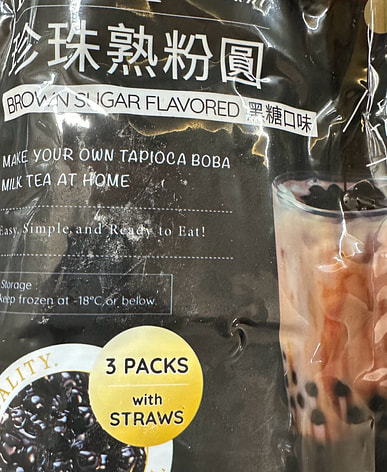 珍珠熟粉圓
BROWN SUGAR FLAVORED 黑糖口味
MAKE YOUR OWN TAPIOCA BOBA
MILK TEA AT HOME
Easy, Simple, and Ready to Eat!
Storage
Keep frozen at -18°C or below.
3 PACKS
with
STRAWS